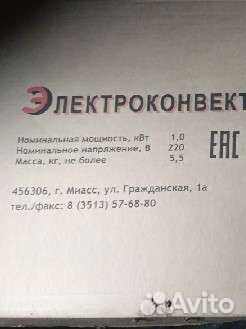 ЭЛЕКТРОКОНВЕКТ
Номинальная мощность, кВт 1,0
Номинальное напряжение, В 220
Масса, кг, не более 5,5
ЕАС
456306, г. Миасс, ул. Гражданская, 1а
тел./факс: 8 (3513) 57-68-80
Avito